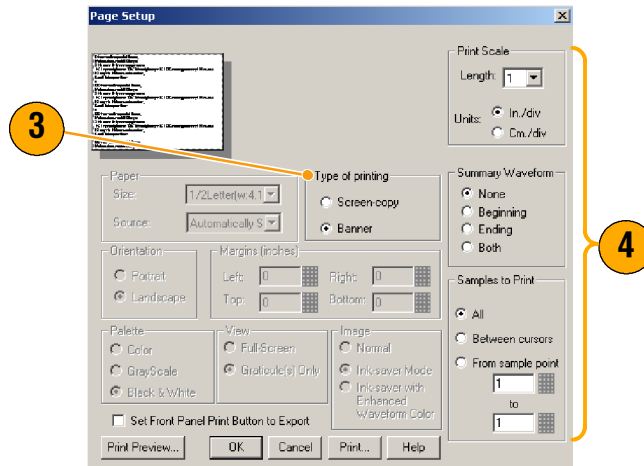 Page Setup
3
Print Scale
Length: 1
Units: In./div
Cm./div
Paper
Size: 1/2Letter(w:4.1
Source: Automatically S
Type of printing
Screen-copy
Banner
Summary Waveform
None
Beginning
Ending
Both
4
Orientation
Portrait
Landscape
Margins (inches)
Left: 0 Right: 0
Top: 0 Bottom: 0
Samples to Print
All
Between cursors
From sample point
1
to
1
Palette
Color
GrayScale
Black & White
View
Full-Screen
Graticule(s) Only
Image
Normal
Ink-saver Mode
Ink-saver with
Enhanced
Waveform Color
Set Front Panel Print Button to Export
Print Preview... OK Cancel Print... Help